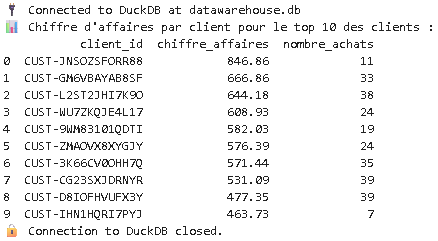 Connected to DuckDB at datawarehouse.db
Chiffre d'affaires par client pour le top 10 des clients :
client_id chiffre_affaires nombre_achats
0 CUST-JNSOZSFORR88 846.86 11
1 CUST-GM6VBAYAB8SF 666.86 33
2 CUST-L2ST2JHI7K9O 644.18 38
3 CUST-WU7ZKQJE4L17 608.93 24
4 CUST-9WM83101QDTI 582.03 19
5 CUST-ZMAOVX8XYGJY 576.39 24
6 CUST-3K66CV0OHH7Q 571.44 35
7 CUST-CG23SXJDRNYR 531.09 39
8 CUST-D8IOFHVUFX3Y 477.35 39
9 CUST-IHN1HQRI7PYJ 463.73 7
Connection to DuckDB closed.